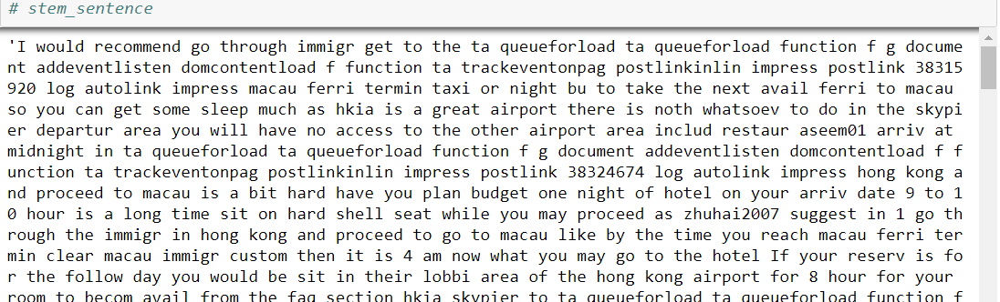 # stem_sentence
'I would recommend go through immigr get to the ta queueforload ta queueforload function f g docume
nt addeventlisten domcontentload f function ta trackeventonpag postlinkinlin impress postlink 38315
920 log autolink impress macau ferri termin taxi or night bu to take the next avail ferri to macau
so you can get some sleep much as hkia is a great airport there is noth whatsoev to do in the skypi
er departur area you will have no access to the other airport area includ restaur aseem01 arriv at
midnight in ta queueforload ta queueforload function f g document addeventlisten domcontentload f f
unction ta trackeventonpag postlinkinlin impress postlink 38324674 log autolink impress hong kong a
nd proceed to macau is a bit hard have you plan budget one night of hotel on your arriv date 9 to 1
0 hour is a long time sit on hard shell seat while you may proceed as zhuhai2007 suggest in 1 go th
rough the immigr in hong kong and proceed to go to macau like by the time you reach macau ferri ter
min clear macau immigr custom then it is 4 am now what you may go to the hotel If your reserv is fo
r the follow day you would be sit in their lobbi area of the hong kong airport for 8 hour for your
room to becom avail from the faq section hkia skypier to ta queueforload ta queueforload function f